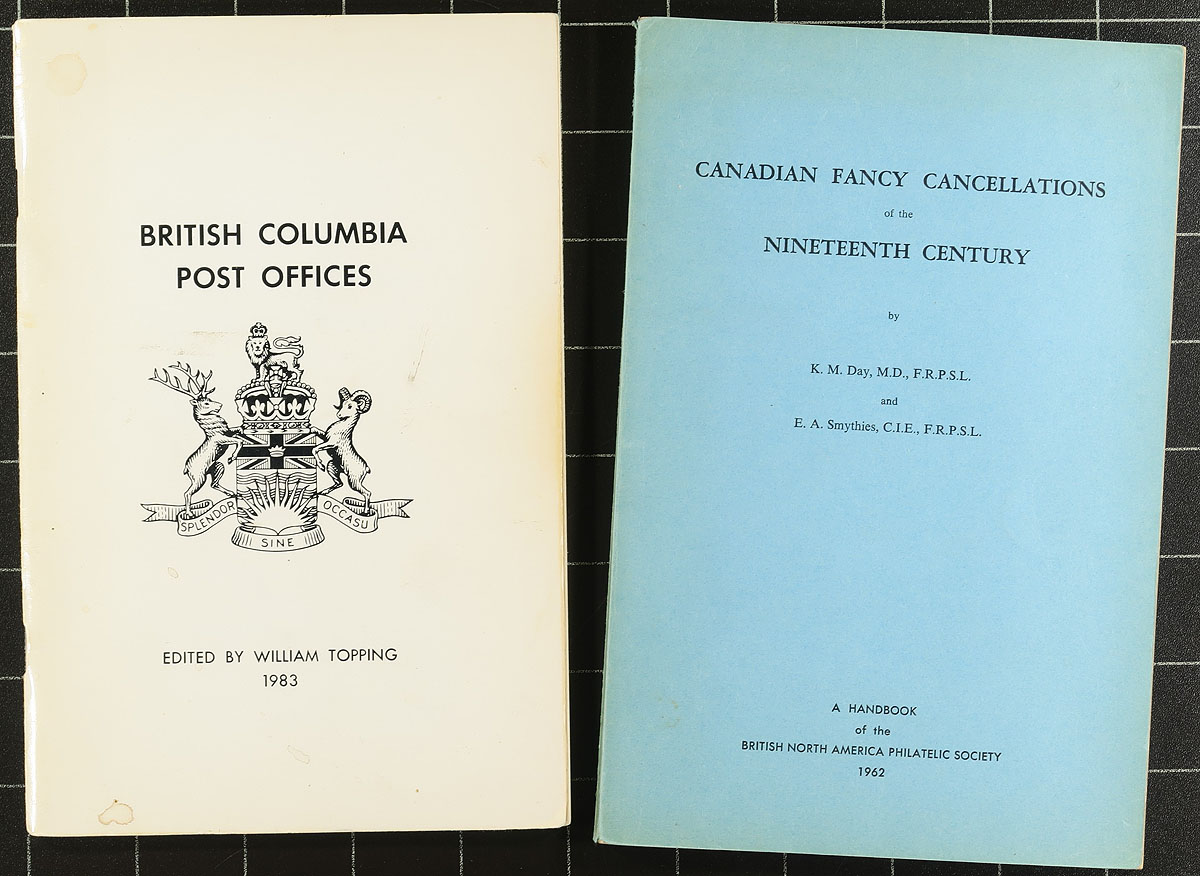 BRITISH COLUMBIA
POST OFFICES
SPLENDOR SINE OCCASU
EDITED BY WILLIAM TOPPING
1983
CANADIAN FANCY CANCELLATIONS
of the
NINETEENTH CENTURY
by
K. M. Day, M.D., F.R.P.S.L.
and
E. A. Smythies, C.I.E., F.R.P.S.L.
A HANDBOOK
of the
BRITISH NORTH AMERICA PHILATELIC SOCIETY
1962